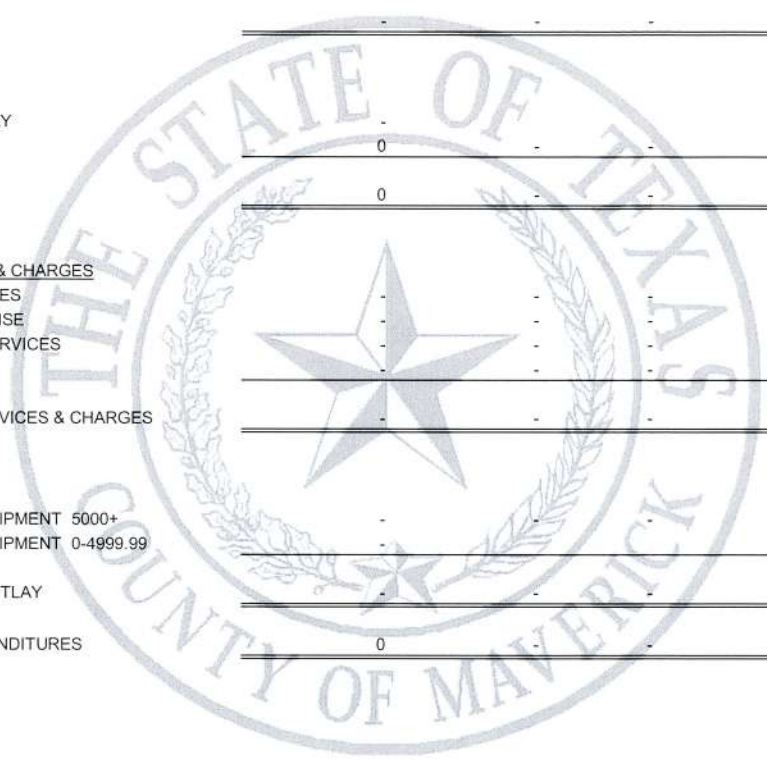 - - -
Y -
0 - -
0 - -
& CHARGES
ES - - -
ISE - - -
RVICES - - -
- - -
VICES & CHARGES - - -
IPMENT 5000+ - - -
IPMENT 0-4999.99 -
TLAY - - -
NDITURES 0 - -
THE STATE OF TEXAS
COUNTY OF MAVERICK